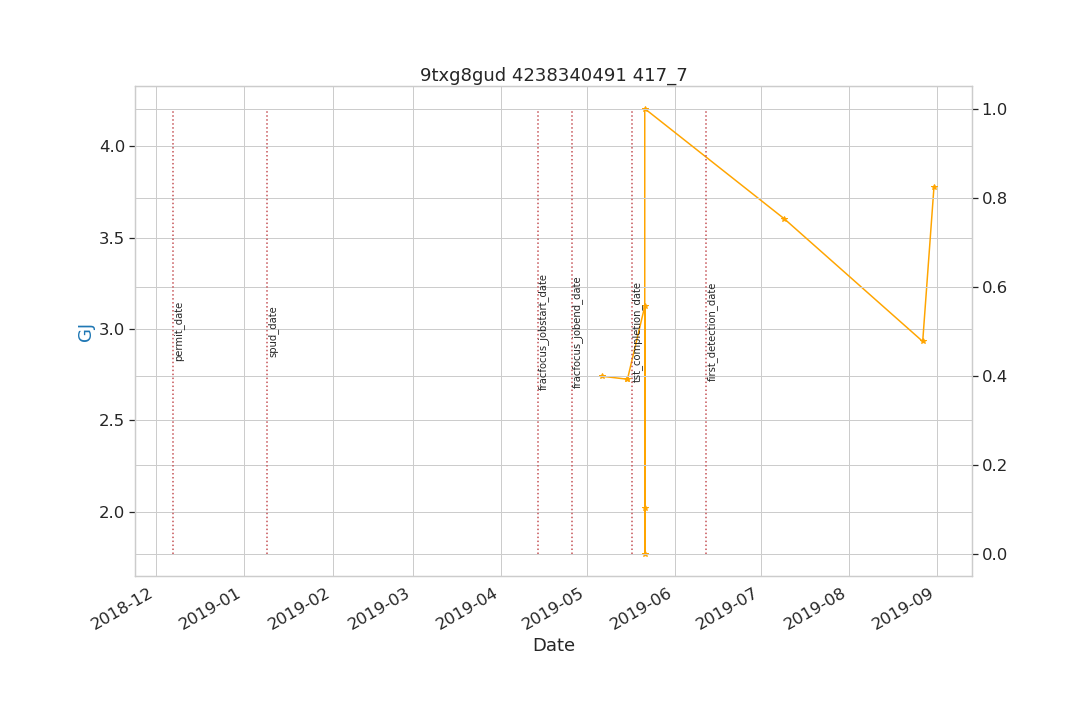 9txg8gud 4238340491 417_7
GJ
4.0
3.5
3.0
2.5
2.0
1.0
0.8
0.6
0.4
0.2
0.0
permit_date
spud_date
fracfocus_jobstart_date
fracfocus_jobend_date
tst_completion_date
first_detection_date
2018-12
2019-01
2019-02
2019-03
2019-04
2019-05
2019-06
2019-07
2019-08
2019-09
Date